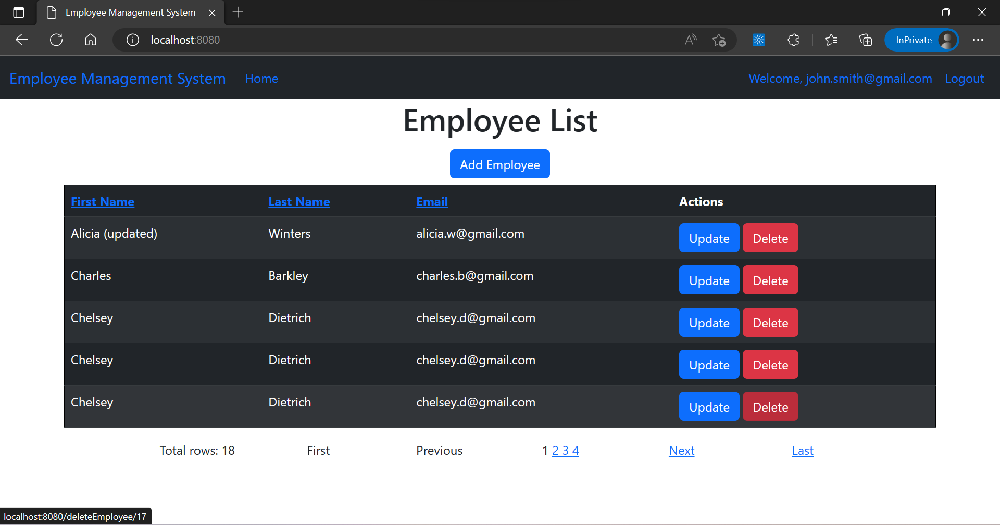 Employee Management System
localhost:8080
InPrivate
Employee Management System Home Welcome, john.smith@gmail.com Logout
Employee List
Add Employee
First Name Last Name Email Actions
Alicia (updated) Winters alicia.w@gmail.com Update Delete
Charles Barkley charles.b@gmail.com Update Delete
Chelsey Dietrich chelsey.d@gmail.com Update Delete
Chelsey Dietrich chelsey.d@gmail.com Update Delete
Chelsey Dietrich chelsey.d@gmail.com Update Delete
Total rows: 18 First Previous 1 2 3 4 Next Last
localhost:8080/deleteEmployee/17